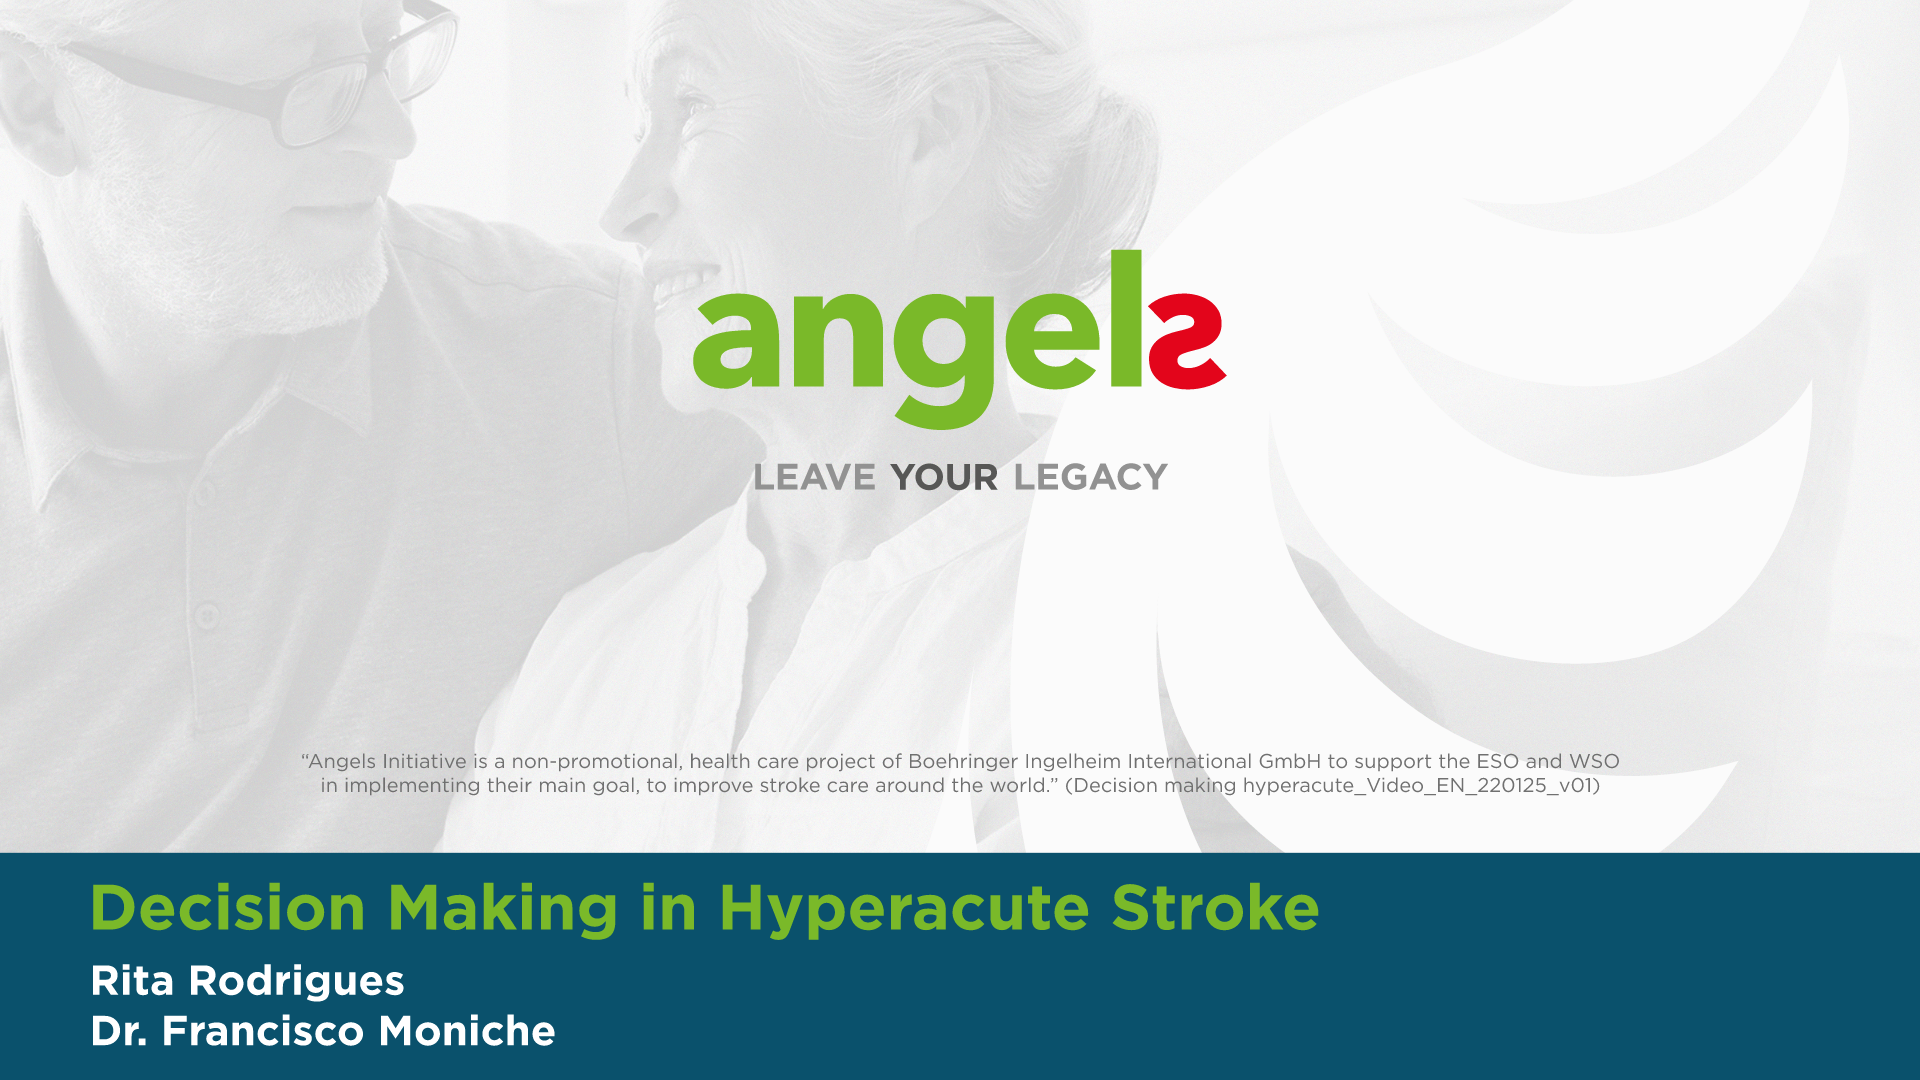 angels
LEAVE YOUR LEGACY
“Angels Initiative is a non-promotional, health care project of Boehringer Ingelheim International GmbH to support the ESO and WSO
in implementing their main goal, to improve stroke care around the world.” (Decision making hyperacute_Video_EN_220125_v01)
Decision Making in Hyperacute Stroke
Rita Rodrigues
Dr. Francisco Moniche